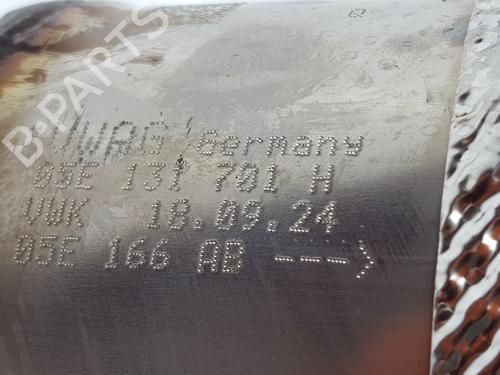 B-PARTS
VWAG Germany
05E 131 701 H
VWK 18.09.24
05E 166 AB --->